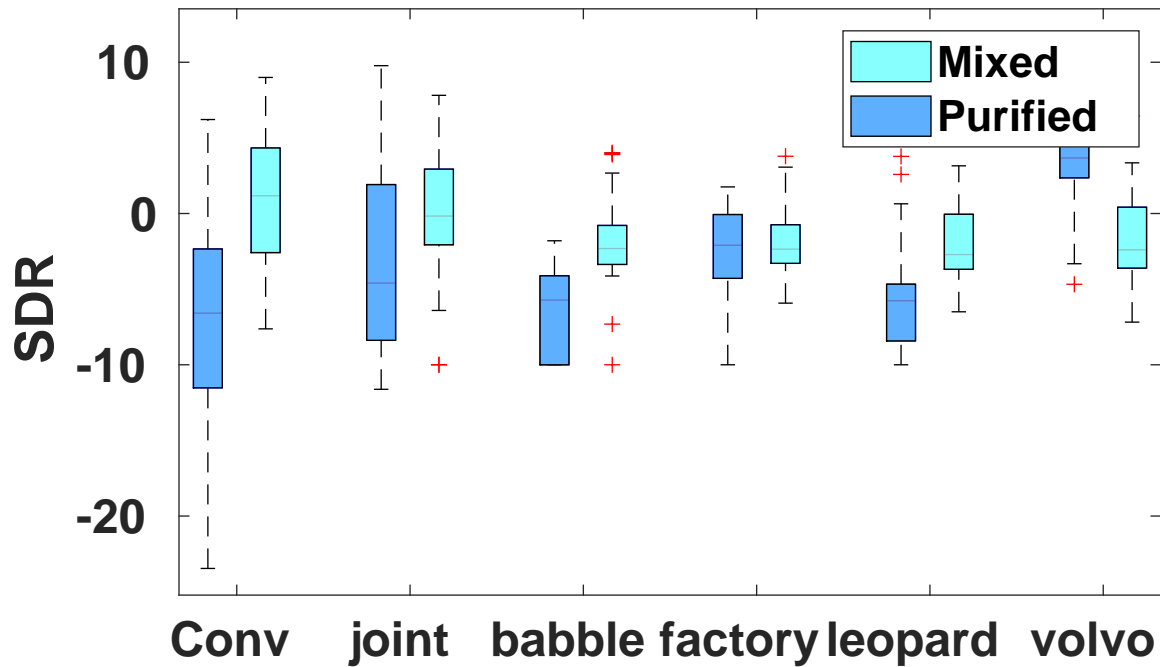 10
0
-10
-20
SDR
Mixed
Purified
Conv joint babble factory leopard volvo